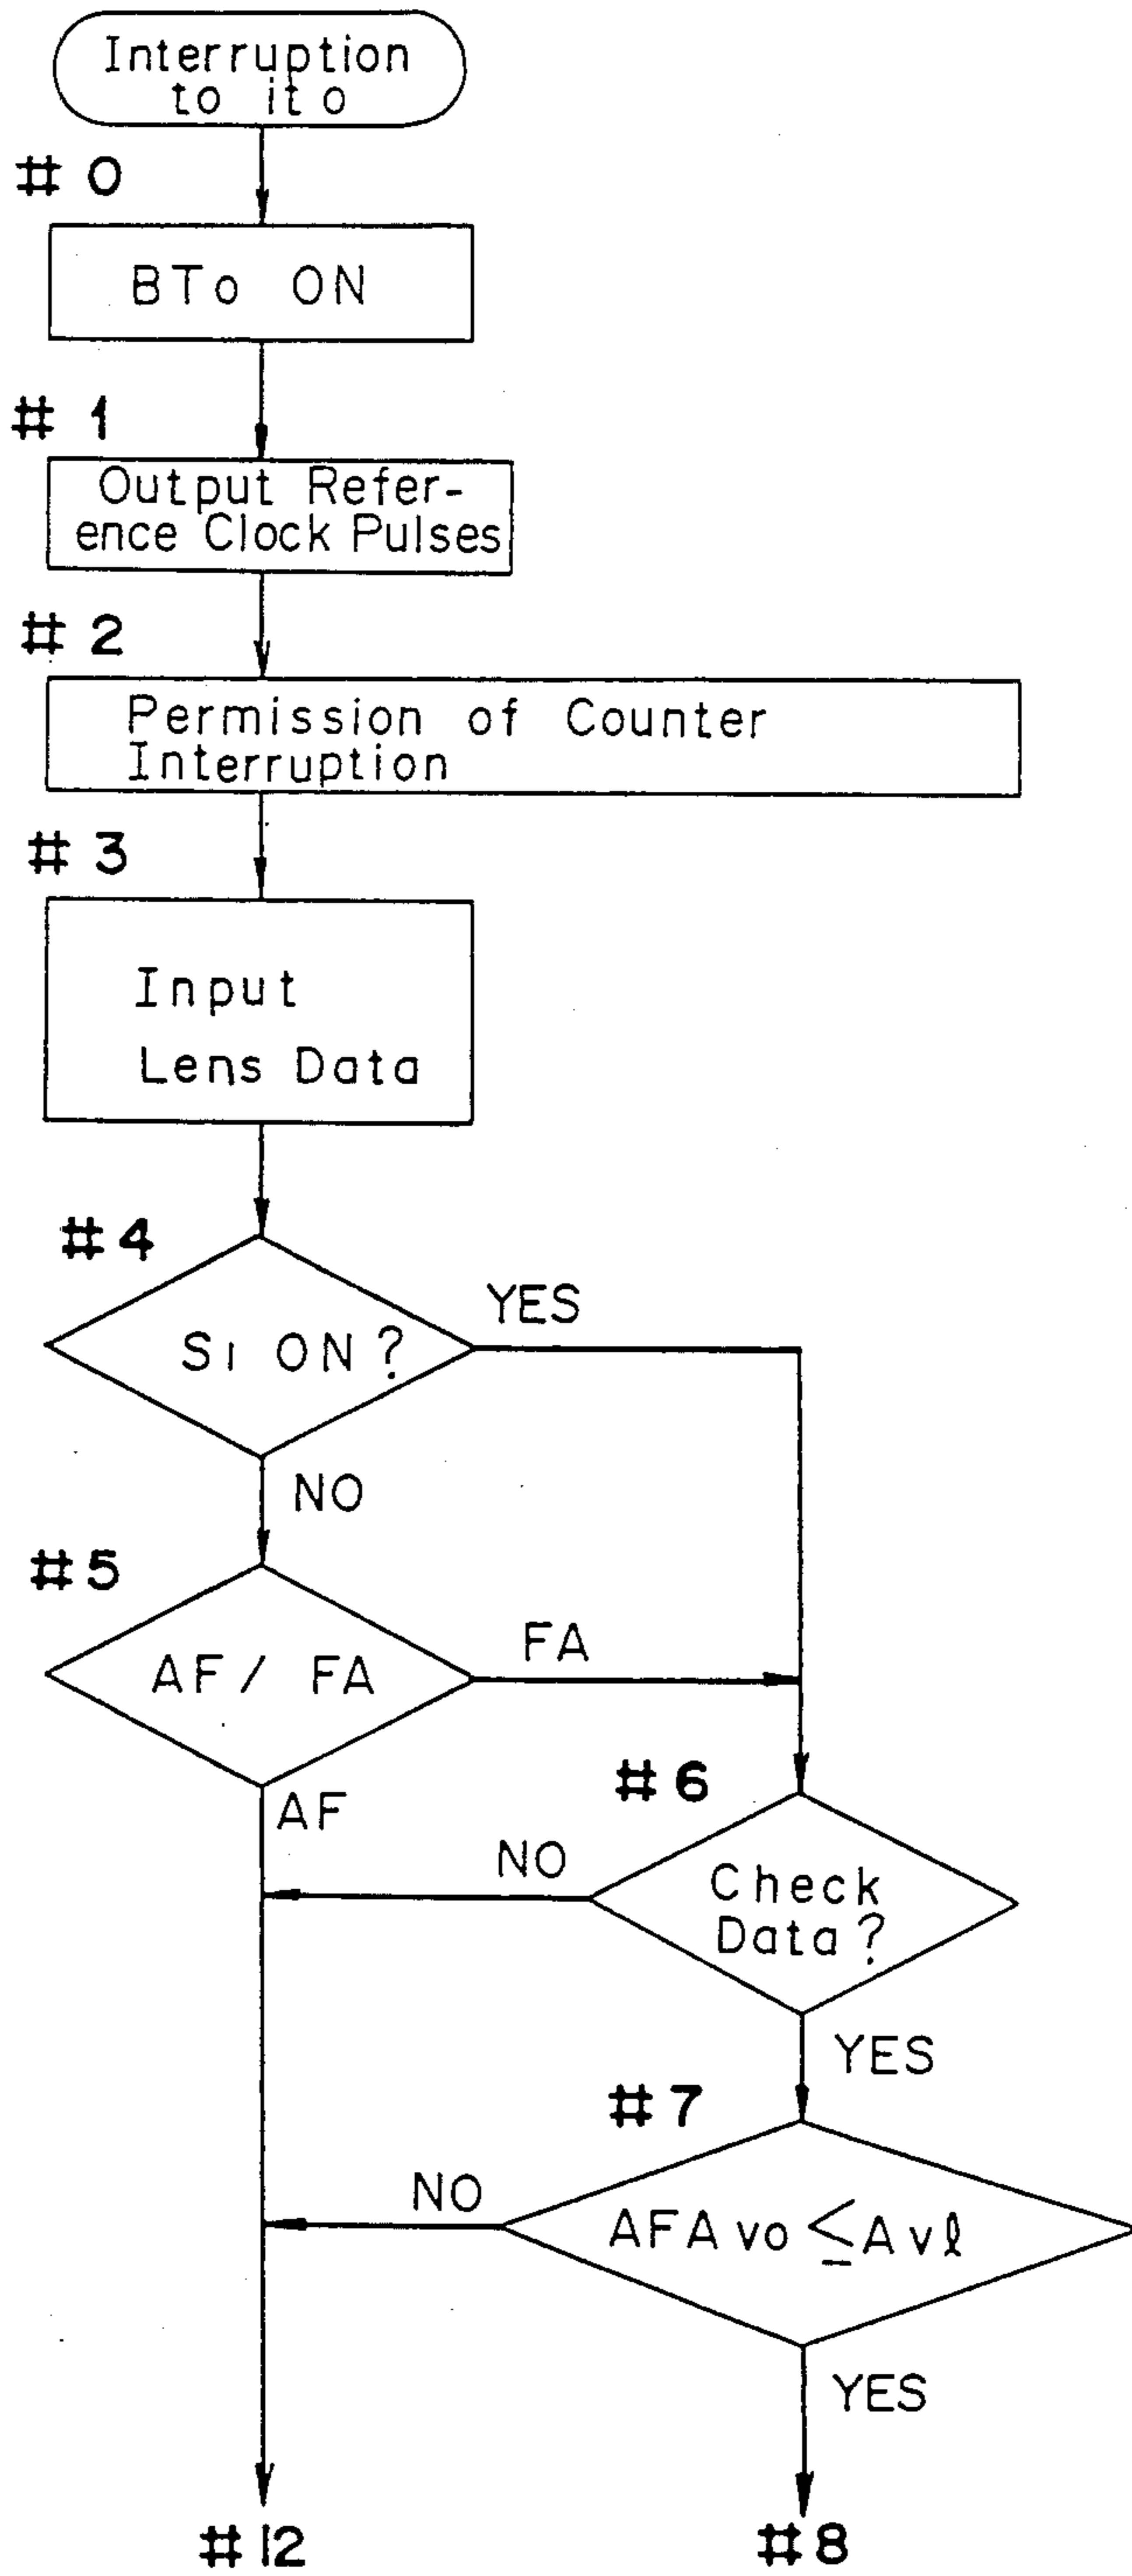 Interruption
to it0
# 0
BTo ON
# 1
Output Refer-
ence Clock Pulses
# 2
Permission of Counter
Interruption
# 3
Input
Lens Data
#4
S1 ON?
YES
NO
#5
AF / FA
FA
AF
#6
Check
Data?
NO
YES
#7
AFAvo ≤ Avℓ
NO
YES
#12
#8